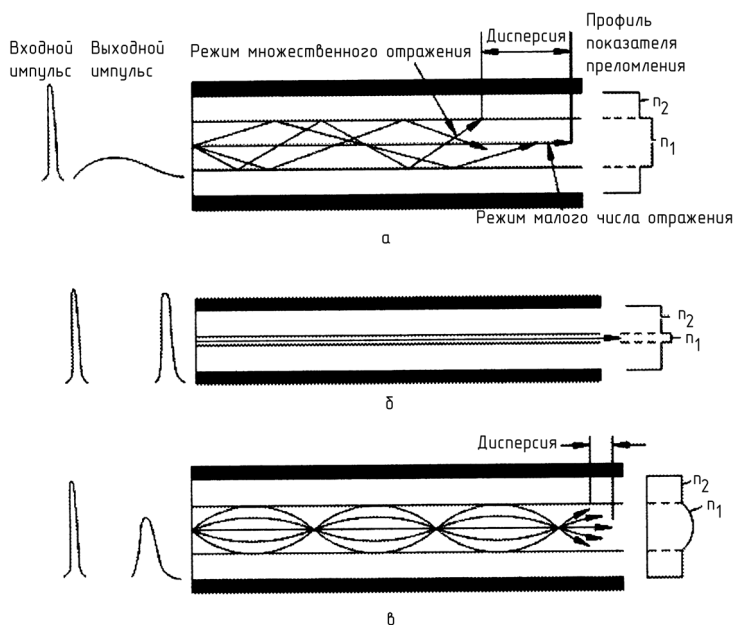 Входной
импульс
Выходной
импульс
Режим множественного отражения
Дисперсия
Профиль
показателя
преломления
n2
n1
Режим малого числа отражения
а
n2
n1
б
Дисперсия
n2
n1
в